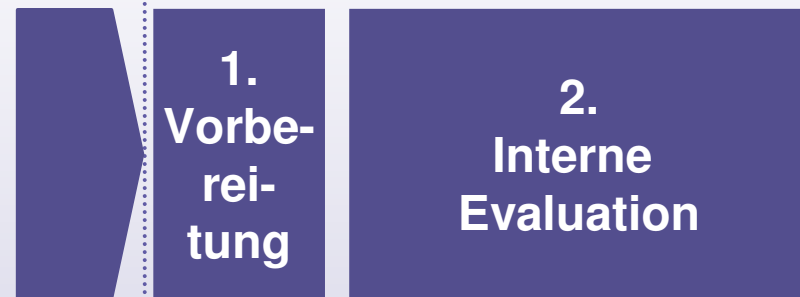 1.
Vorbe-
rei-
tung
2.
Interne
Evaluation